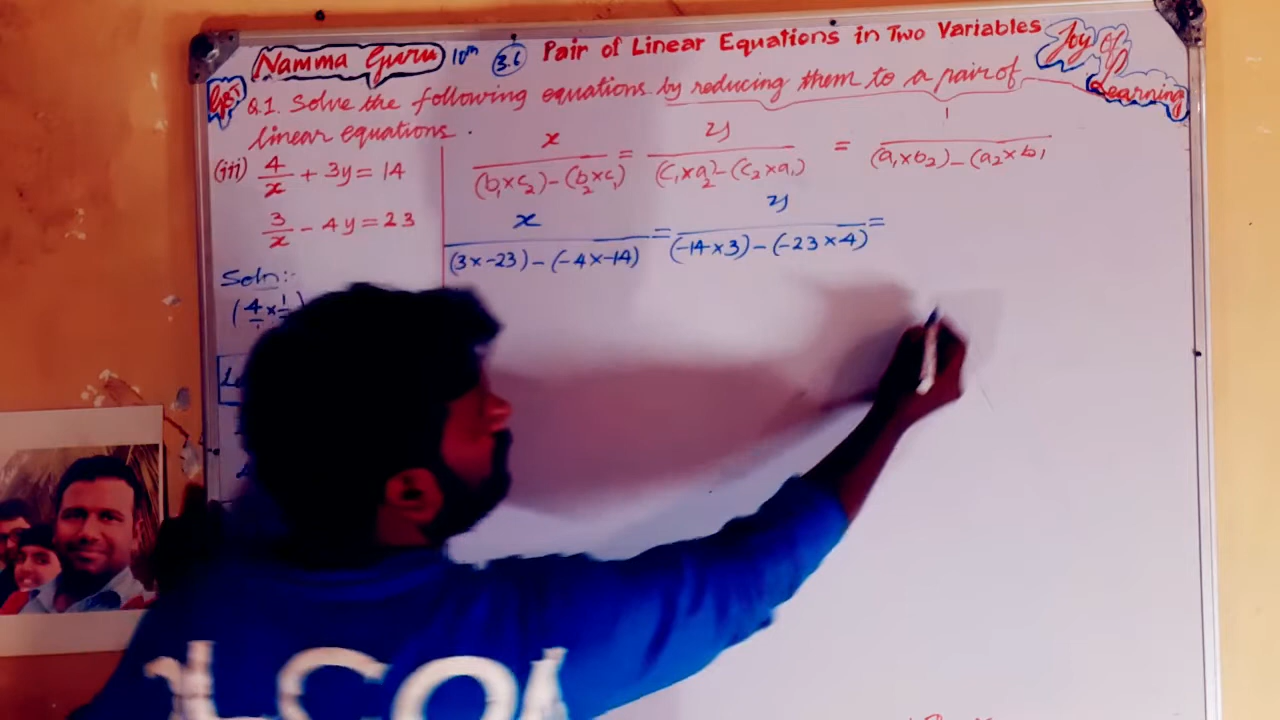 Namma Guru 10th 3.6 Pair of Linear Equations in Two Variables Joy of Learning
Q.1. Solve the following equations by reducing them to a pair of
linear equations.
(iii) 4/x + 3y = 14
3/x - 4y = 23
Soln:-
(4 × 1
x/((b₁×c₂)-(b₂×c₁)) = y/((c₁×a₂)-(c₂×a₁)) = 1/((a₁×b₂)-(a₂×b₁
x/((3×-23)-(-4×-14)) = y/((-14×3)-(-23×4)) =